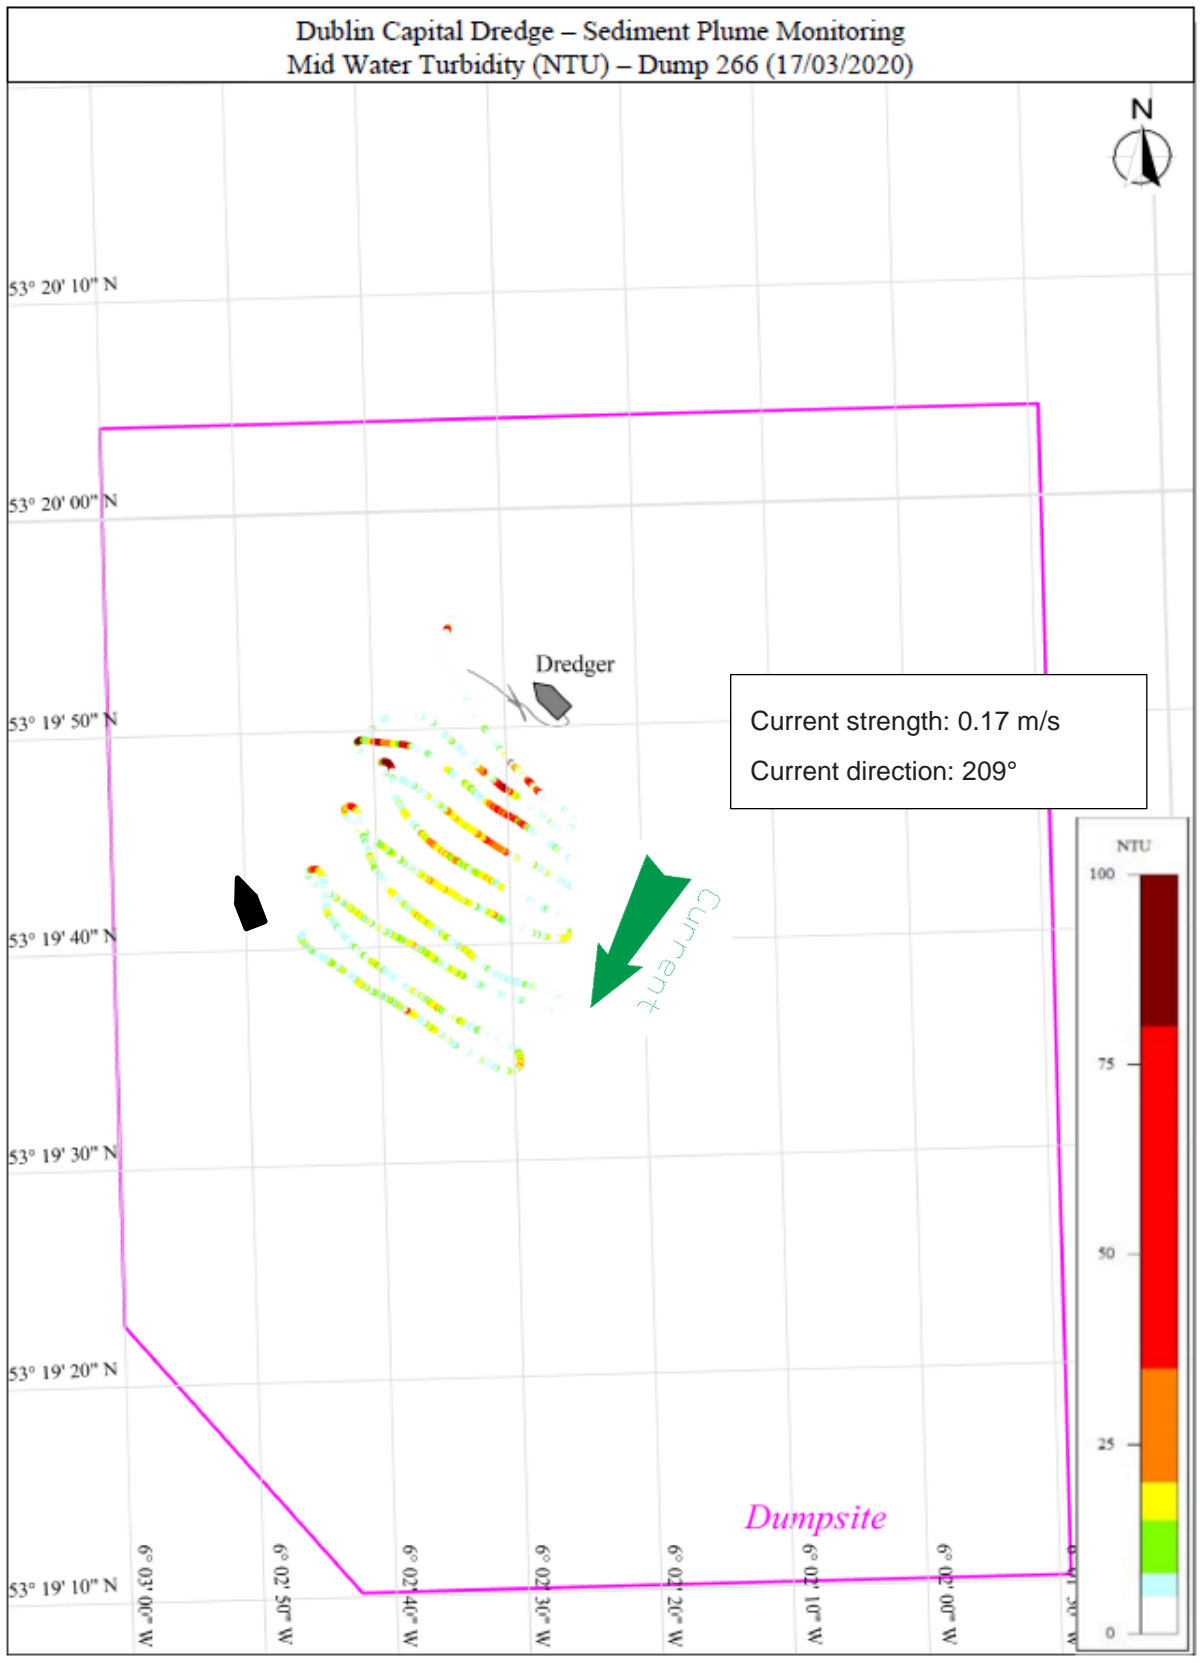 Dublin Capital Dredge – Sediment Plume Monitoring
Mid Water Turbidity (NTU) – Dump 266 (17/03/2020)
N
53° 20' 10" N
53° 20' 00" N
Dredger
53° 19' 50" N
Current strength: 0.17 m/s
Current direction: 209°
NTU
100
Current
53° 19' 40" N
75
53° 19' 30" N
50
53° 19' 20" N
25
Dumpsite
53° 19' 10" N
6° 03' 00" W
6° 02' 50" W
6° 02' 40" W
6° 02' 30" W
6° 02' 20" W
6° 02' 10" W
6° 02' 00" W
0